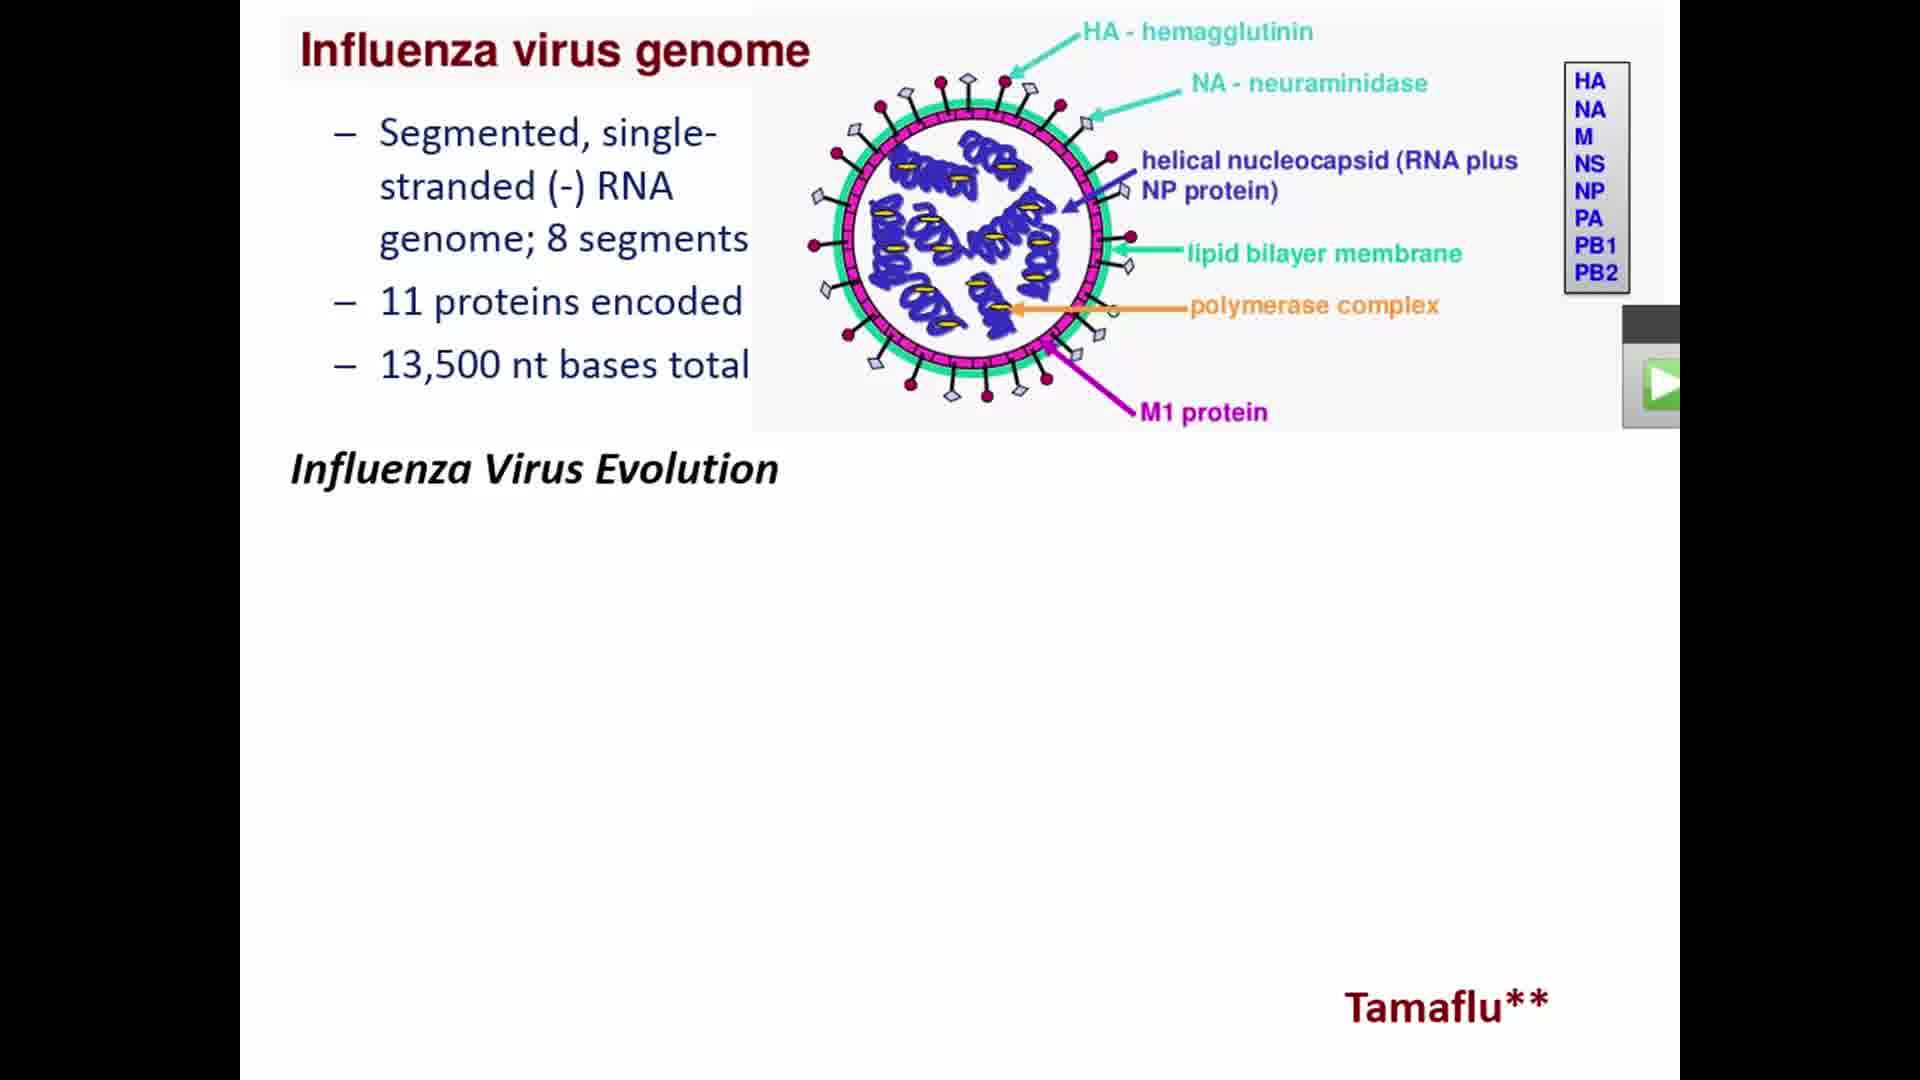 Influenza virus genome
– Segmented, single-
stranded (-) RNA
genome; 8 segments
– 11 proteins encoded
– 13,500 nt bases total
HA - hemagglutinin
NA - neuraminidase
helical nucleocapsid (RNA plus
NP protein)
lipid bilayer membrane
polymerase complex
M1 protein
HA
NA
M
NS
NP
PA
PB1
PB2
Influenza Virus Evolution
Tamaflu**